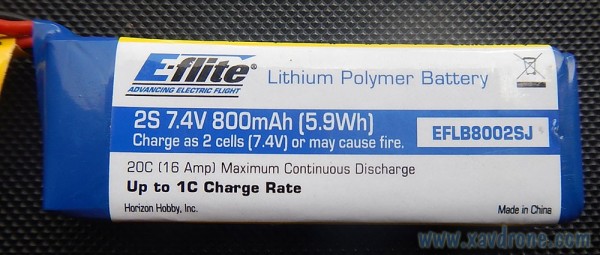 E-flite®
ADVANCING ELECTRIC FLIGHT
Lithium Polymer Battery
2S 7.4V 800mAh (5.9Wh)
Charge as 2 cells (7.4V) or may cause fire.
EFLB8002SJ
20C (16 Amp) Maximum Continuous Discharge
Up to 1C Charge Rate
Horizon Hobby, Inc.
Made in China
www.xavdrone.com